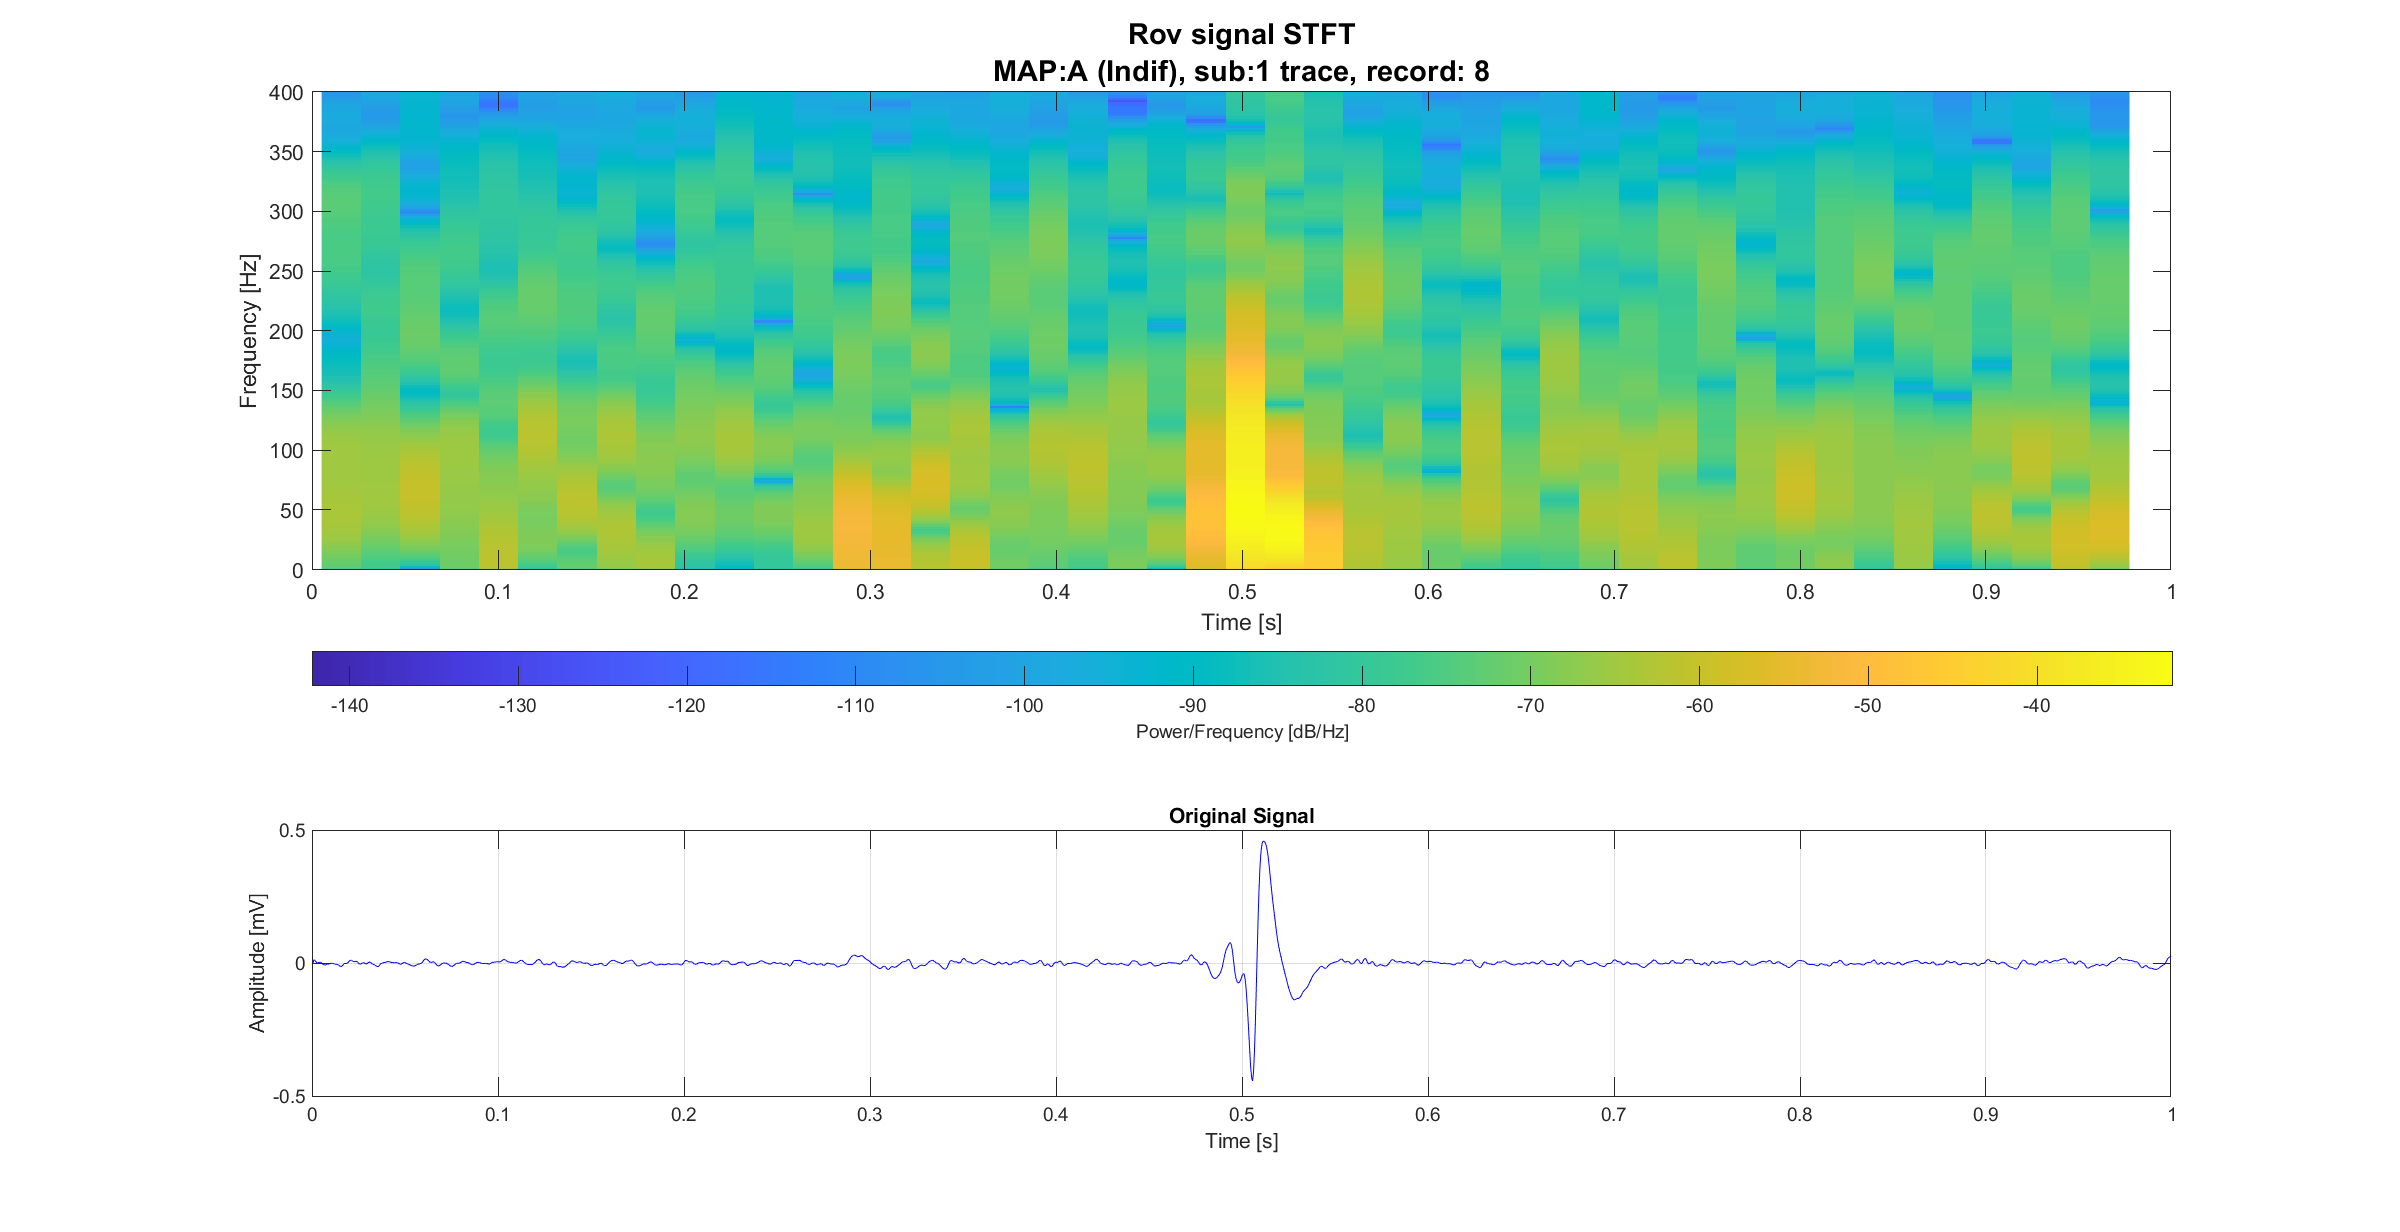 Rov signal STFT
MAP:A (Indif), sub:1 trace, record: 8
400
350
300
250
200
150
100
50
0
Frequency [Hz]
0 0.1 0.2 0.3 0.4 0.5 0.6 0.7 0.8 0.9 1
Time [s]
-140 -130 -120 -110 -100 -90 -80 -70 -60 -50 -40
Power/Frequency [dB/Hz]
Original Signal
0.5
0
-0.5
Amplitude [mV]
0 0.1 0.2 0.3 0.4 0.5 0.6 0.7 0.8 0.9 1
Time [s]